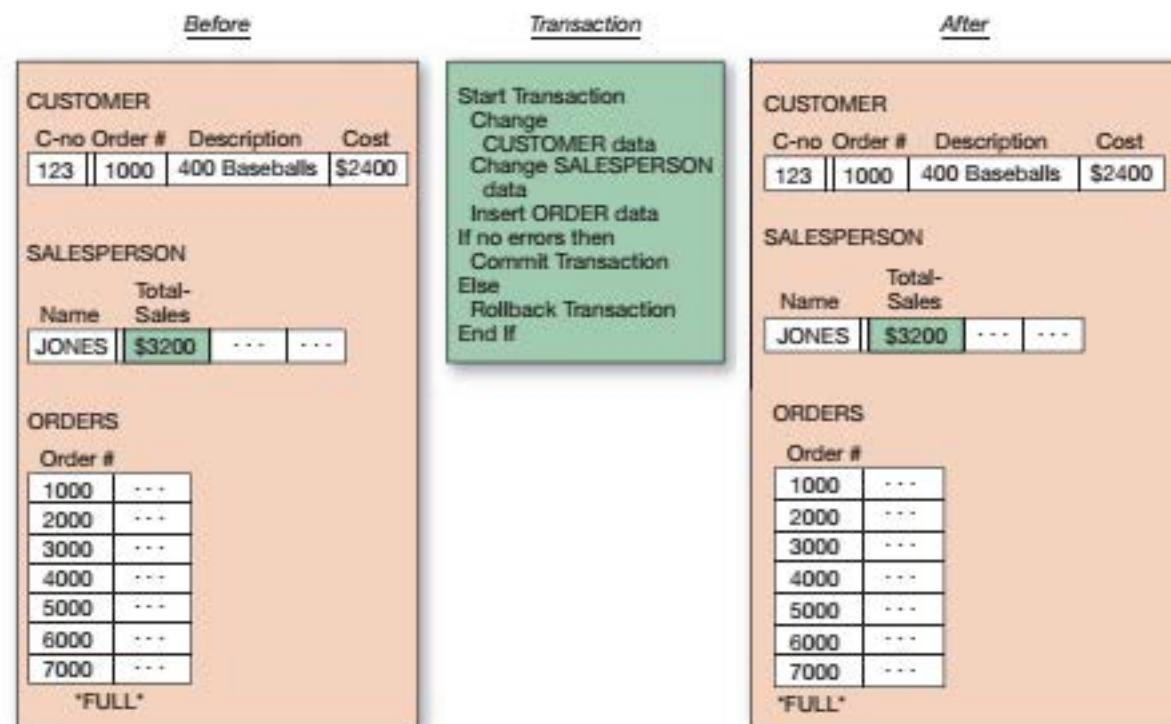 Before
CUSTOMER
C-no Order # Description Cost
123 1000 400 Baseballs $2400
SALESPERSON
Name Total-
Sales
JONES $3200 - - - - - -
ORDERS
Order #
1000 - - -
2000 - - -
3000 - - -
4000 - - -
5000 - - -
6000 - - -
7000 - - -
*FULL*
Transaction
Start Transaction
Change
CUSTOMER data
Change SALESPERSON
data
Insert ORDER data
If no errors then
Commit Transaction
Else
Rollback Transaction
End If
After
CUSTOMER
C-no Order # Description Cost
123 1000 400 Baseballs $2400
SALESPERSON
Name Total-
Sales
JONES $3200 - - - - - -
ORDERS
Order #
1000 - - -
2000 - - -
3000 - - -
4000 - - -
5000 - - -
6000 - - -
7000 - - -
*FULL*